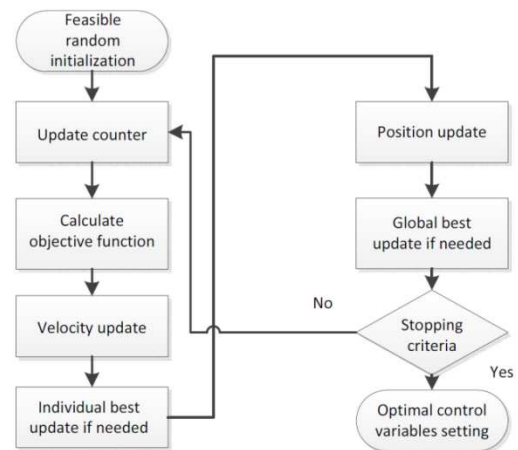 Feasible
random
initialization
Update counter
Calculate
objective function
Velocity update
Individual best
update if needed
Position update
Global best
update if needed
No
Stopping
criteria
Yes
Optimal control
variables setting